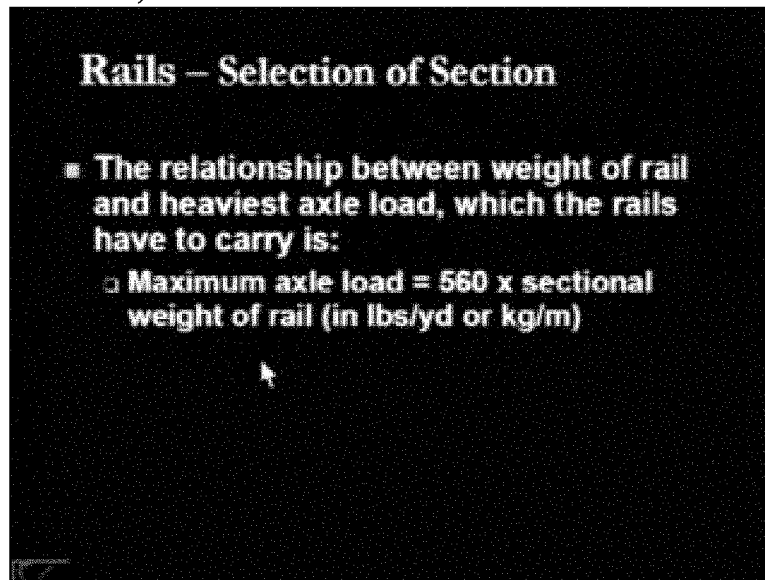 Rails – Selection of Section
The relationship between weight of rail
and heaviest axle load, which the rails
have to carry is:
Maximum axle load = 560 x sectional
weight of rail (in lbs/yd or kg/m)